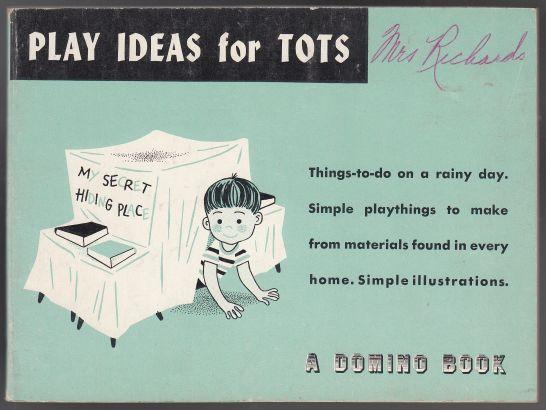 PLAY IDEAS for TOTS
Mrs Richards
MY SECRET
HIDING PLACE
Things-to-do on a rainy day.
Simple playthings to make
from materials found in every
home. Simple illustrations.
A DOMINO BOOK